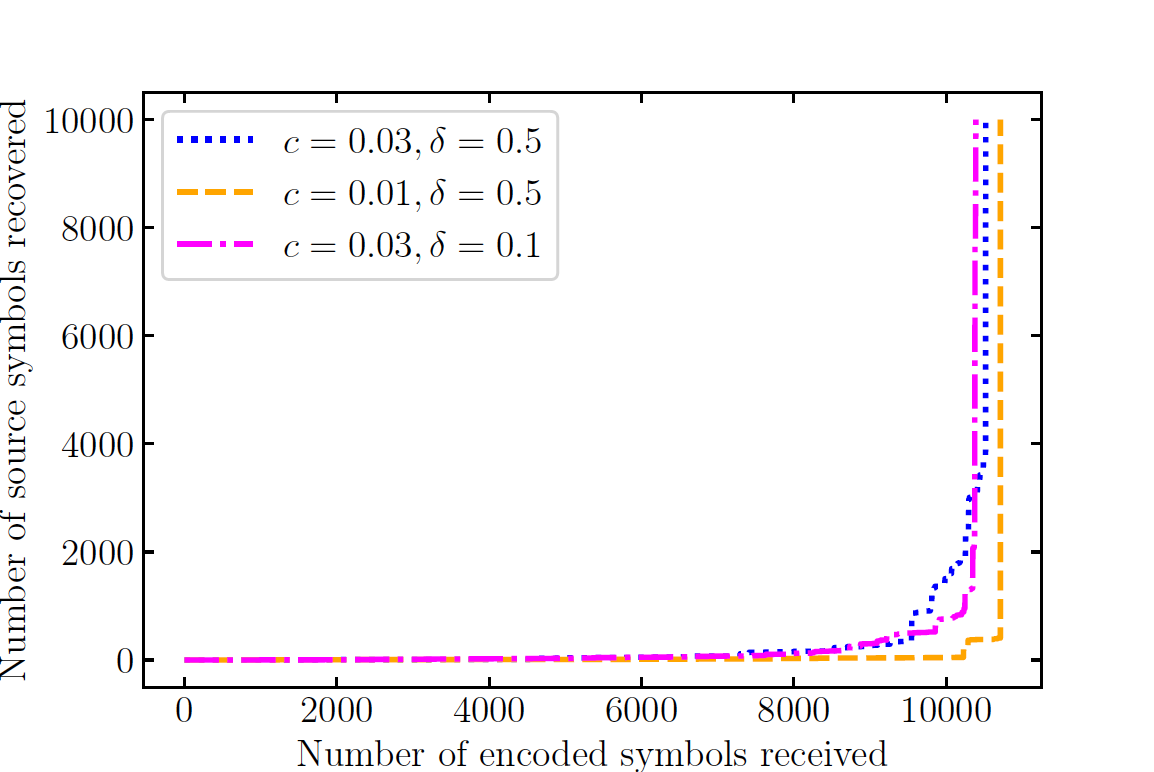 Number of source symbols recovered
10000
8000
6000
4000
2000
0
c = 0.03, δ = 0.5
c = 0.01, δ = 0.5
c = 0.03, δ = 0.1
0 2000 4000 6000 8000 10000
Number of encoded symbols received